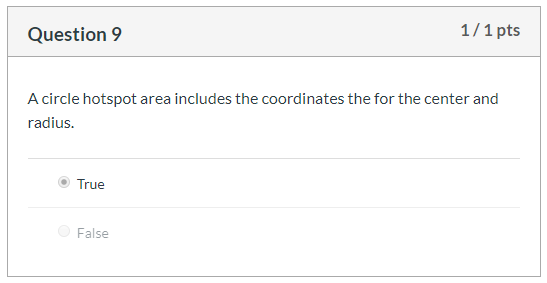 Question 9
1 / 1 pts
A circle hotspot area includes the coordinates the for the center and
radius.
True
False